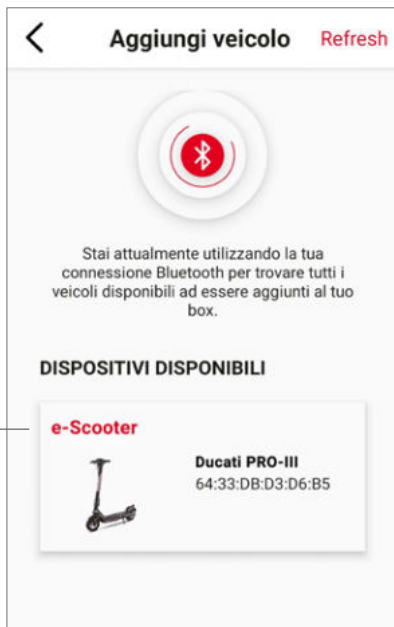 Aggiungi veicolo Refresh
Stai attualmente utilizzando la tua
connessione Bluetooth per trovare tutti i
veicoli disponibili ad essere aggiunti al tuo
box.
DISPOSITIVI DISPONIBILI
e-Scooter
Ducati PRO-III
64:33:DB:D3:D6:B5